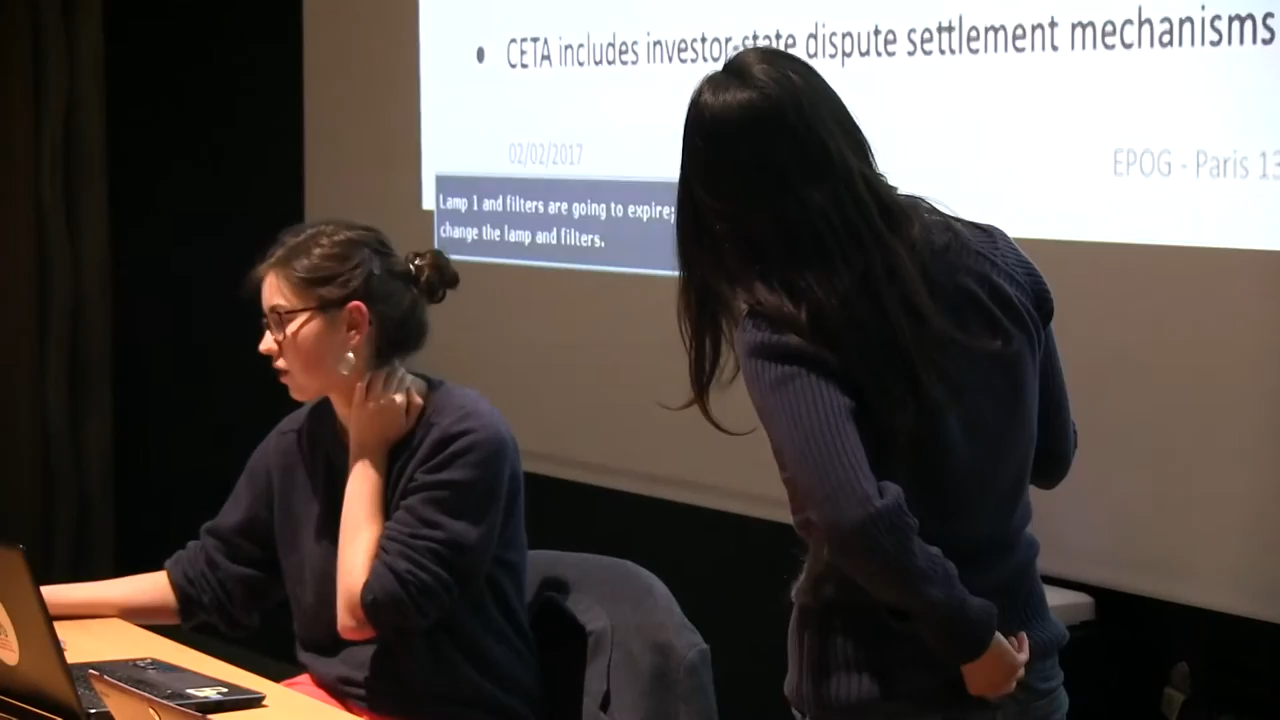 • CETA includes investor-state dispute settlement mechanisms
02/02/2017
EPOG - Paris 13
Lamp 1 and filters are going to expire;
change the lamp and filters.